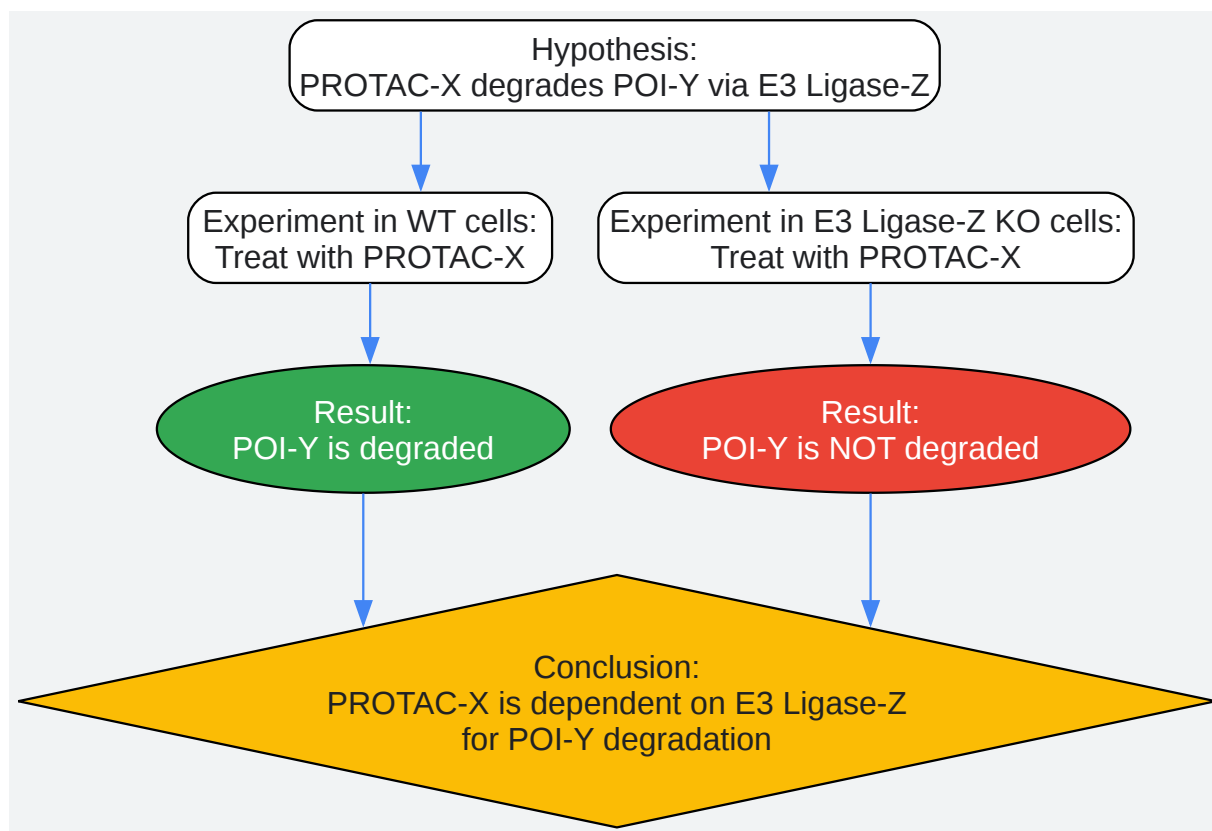 Hypothesis:
PROTAC-X degrades POI-Y via E3 Ligase-Z
Experiment in WT cells:
Treat with PROTAC-X
Experiment in E3 Ligase-Z KO cells:
Treat with PROTAC-X
Result:
POI-Y is degraded
Result:
POI-Y is NOT degraded
Conclusion:
PROTAC-X is dependent on E3 Ligase-Z
for POI-Y degradation